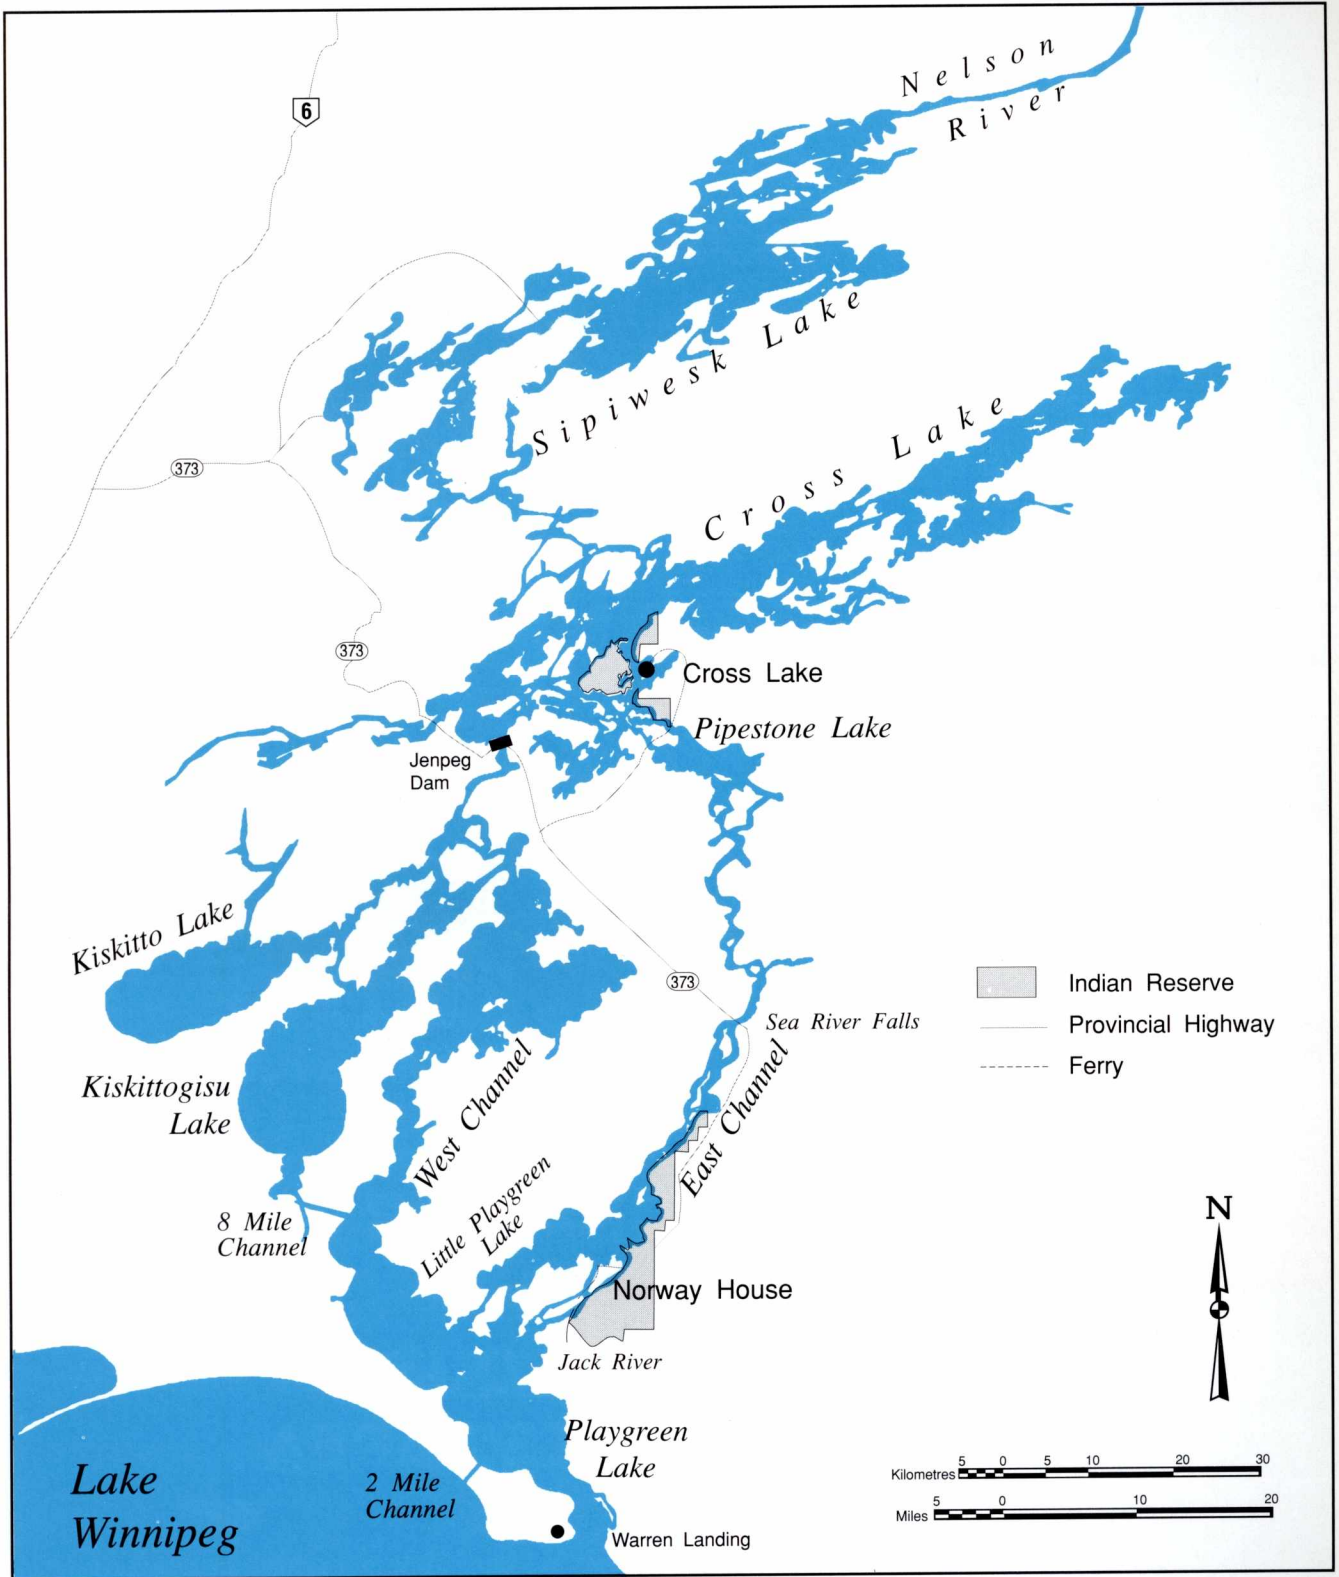 Nelson
River
6
Sipiwesk Lake
373
Cross Lake
373
Cross Lake
Pipestone Lake
Jenpeg
Dam
Kiskitto Lake
373
Indian Reserve
Provincial Highway
Ferry
Sea River Falls
Kiskittogisu
Lake
West Channel
East Channel
8 Mile
Channel
Little Playgreen
Lake
N
Norway House
Jack River
Playgreen
Lake
Lake
Winnipeg
2 Mile
Channel
Warren Landing
5 0 5 10 20 30
Kilometres
5 0 10 20
Miles